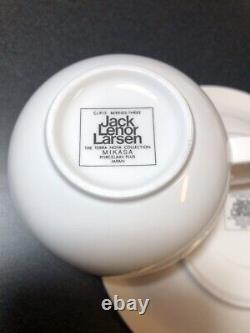 Jack
Lenor
Larsen
THE TERRA NOVA COLLECTION
MIKASA
PORCELAIN PLUS
JAPAN